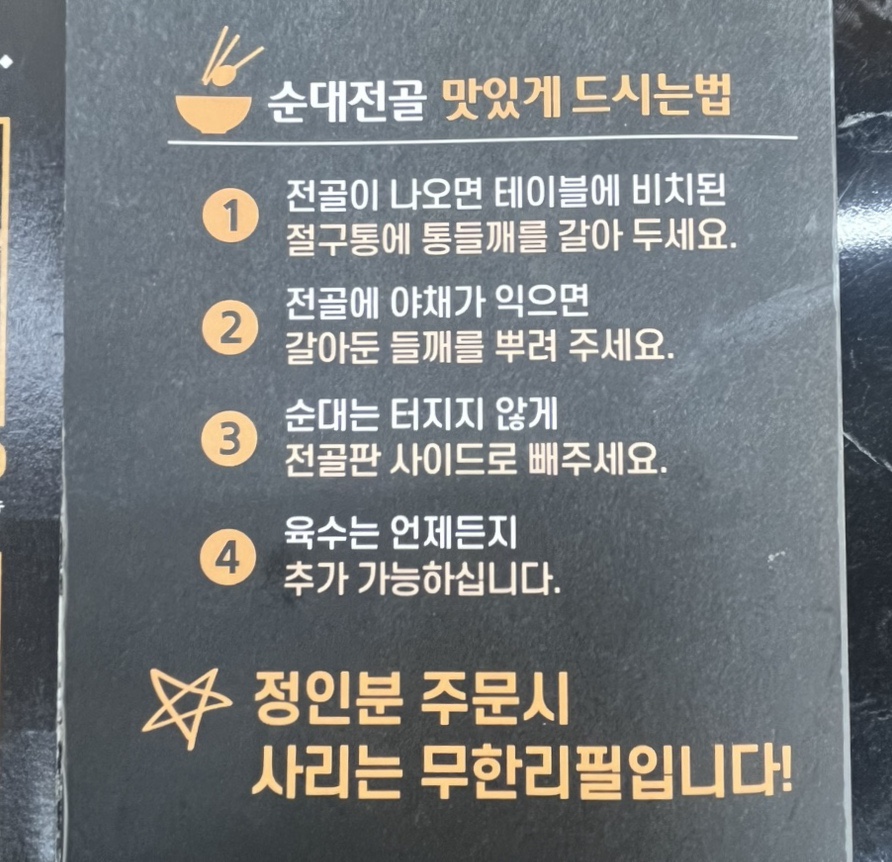 순대전골 맛있게 드시는법
1 전골이 나오면 테이블에 비치된
절구통에 통들깨를 갈아 두세요.
2 전골에 야채가 익으면
갈아둔 들깨를 뿌려 주세요.
3 순대는 터지지 않게
전골판 사이드로 빼주세요.
4 육수는 언제든지
추가 가능하십니다.
정인분 주문시
사리는 무한리필입니다!